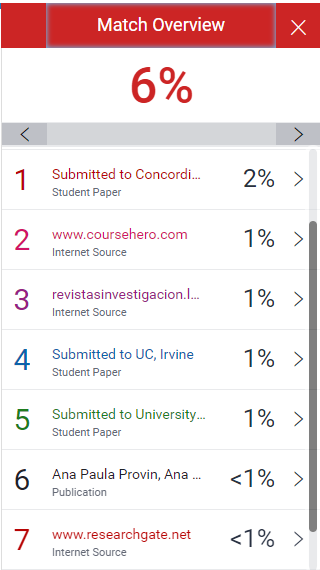 Match Overview
6%
1 Submitted to Concordi... 2%
Student Paper
2 www.coursehero.com 1%
Internet Source
3 revistasinvestigacion.l... 1%
Internet Source
4 Submitted to UC, Irvine 1%
Student Paper
5 Submitted to University... 1%
Student Paper
6 Ana Paula Provin, Ana ... <1%
Publication
7 www.researchgate.net <1%
Internet Source